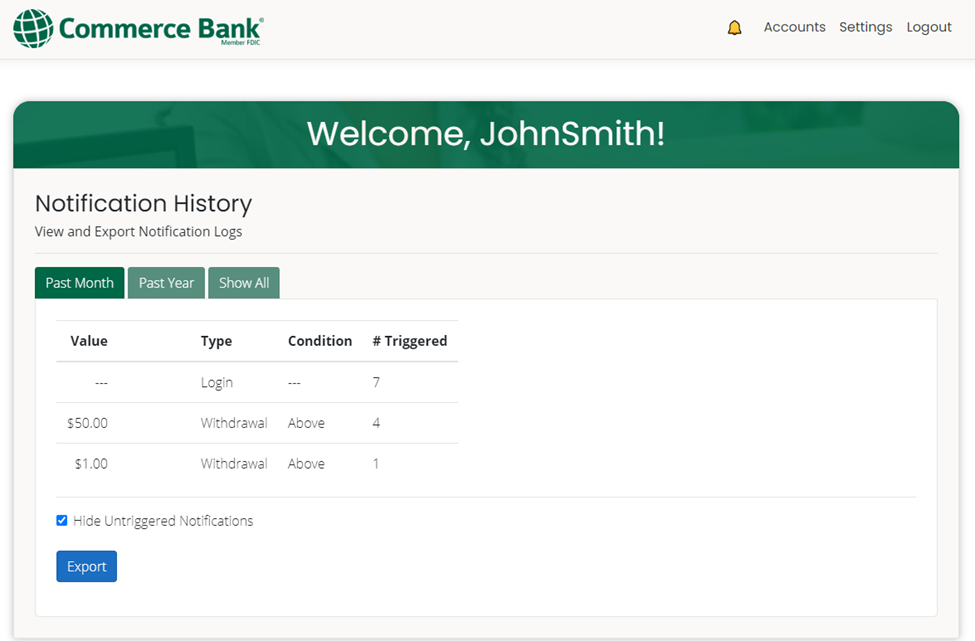 Commerce Bank®
Member FDIC
Accounts Settings Logout
Welcome, JohnSmith!
Notification History
View and Export Notification Logs
Past Month Past Year Show All
Value Type Condition # Triggered
--- Login --- 7
$50.00 Withdrawal Above 4
$1.00 Withdrawal Above 1
Hide Untriggered Notifications
Export